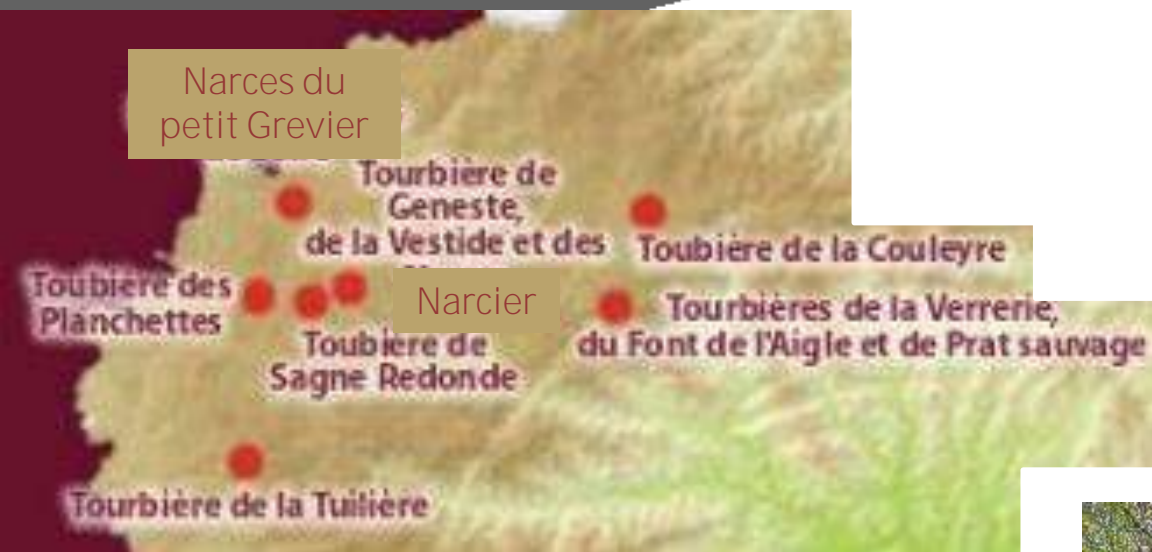 Narces du
petit Grevier
Tourbière de
Geneste,
de la Vestide et des
Toubière de la Couleyre
Toubière des
Planchettes
Narcier
Tourbières de la Verrerie,
du Font de l'Aigle et de Prat sauvage
Toubière de
Sagne Redonde
Tourbière de la Tuilière